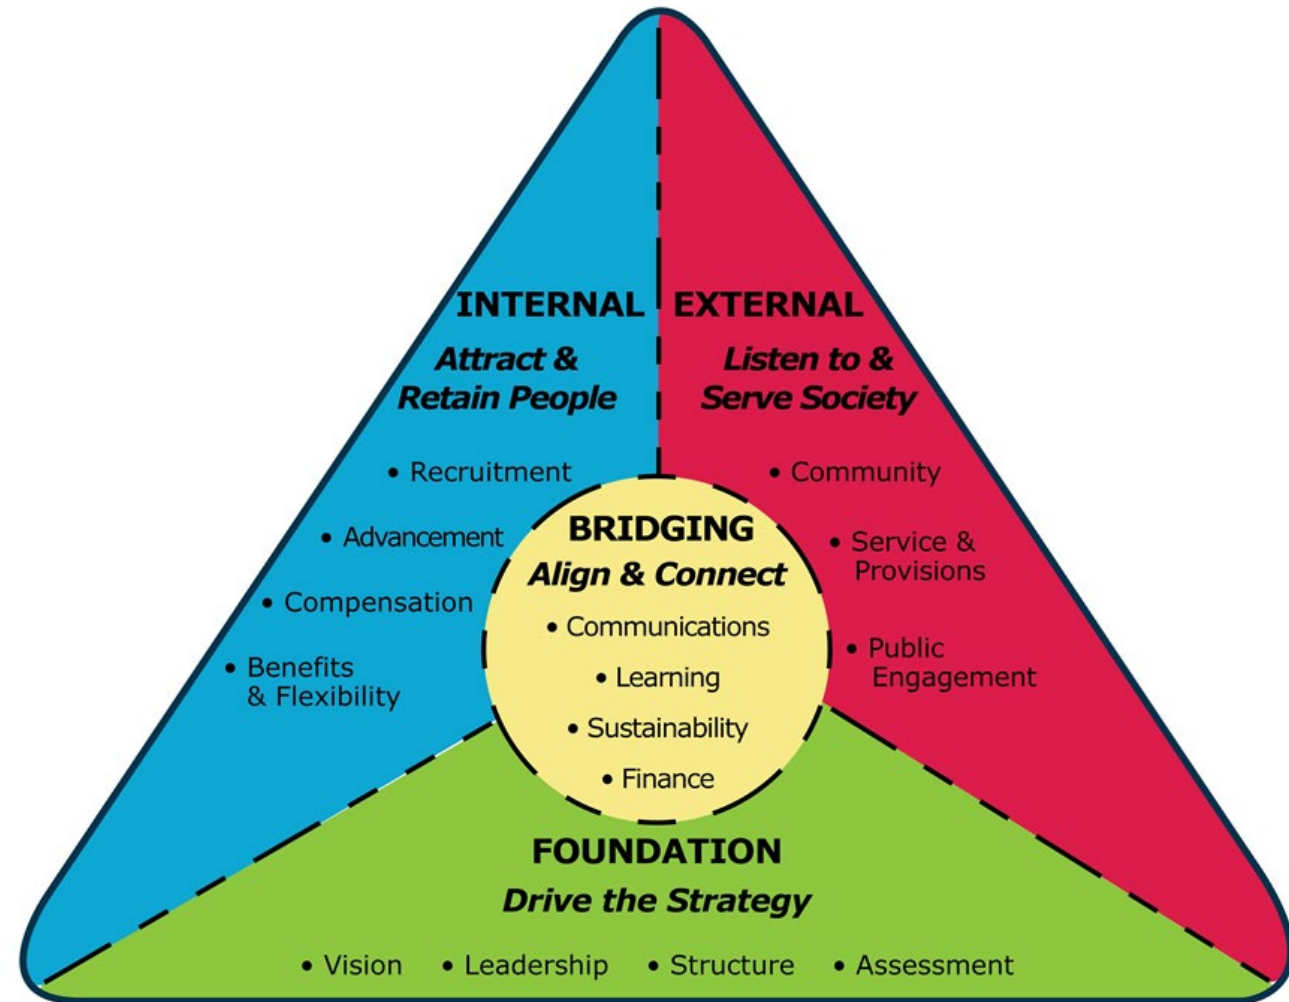 INTERNAL
Attract &
Retain People
• Recruitment
• Advancement
• Compensation
• Benefits
& Flexibility
EXTERNAL
Listen to &
Serve Society
• Community
• Service &
Provisions
• Public
Engagement
BRIDGING
Align & Connect
• Communications
• Learning
• Sustainability
• Finance
FOUNDATION
Drive the Strategy
• Vision • Leadership • Structure • Assessment